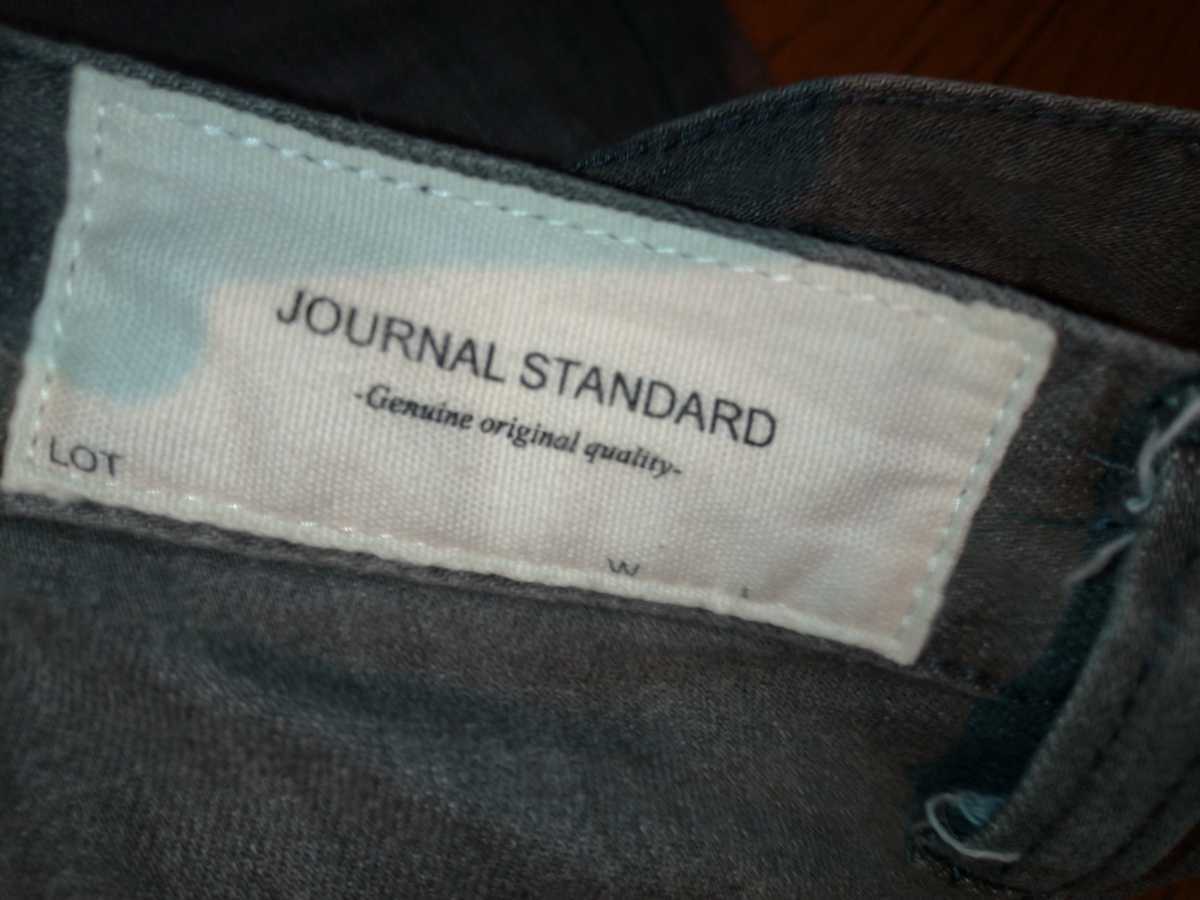 JOURNAL STANDARD
-Genuine original quality-
LOT
W L